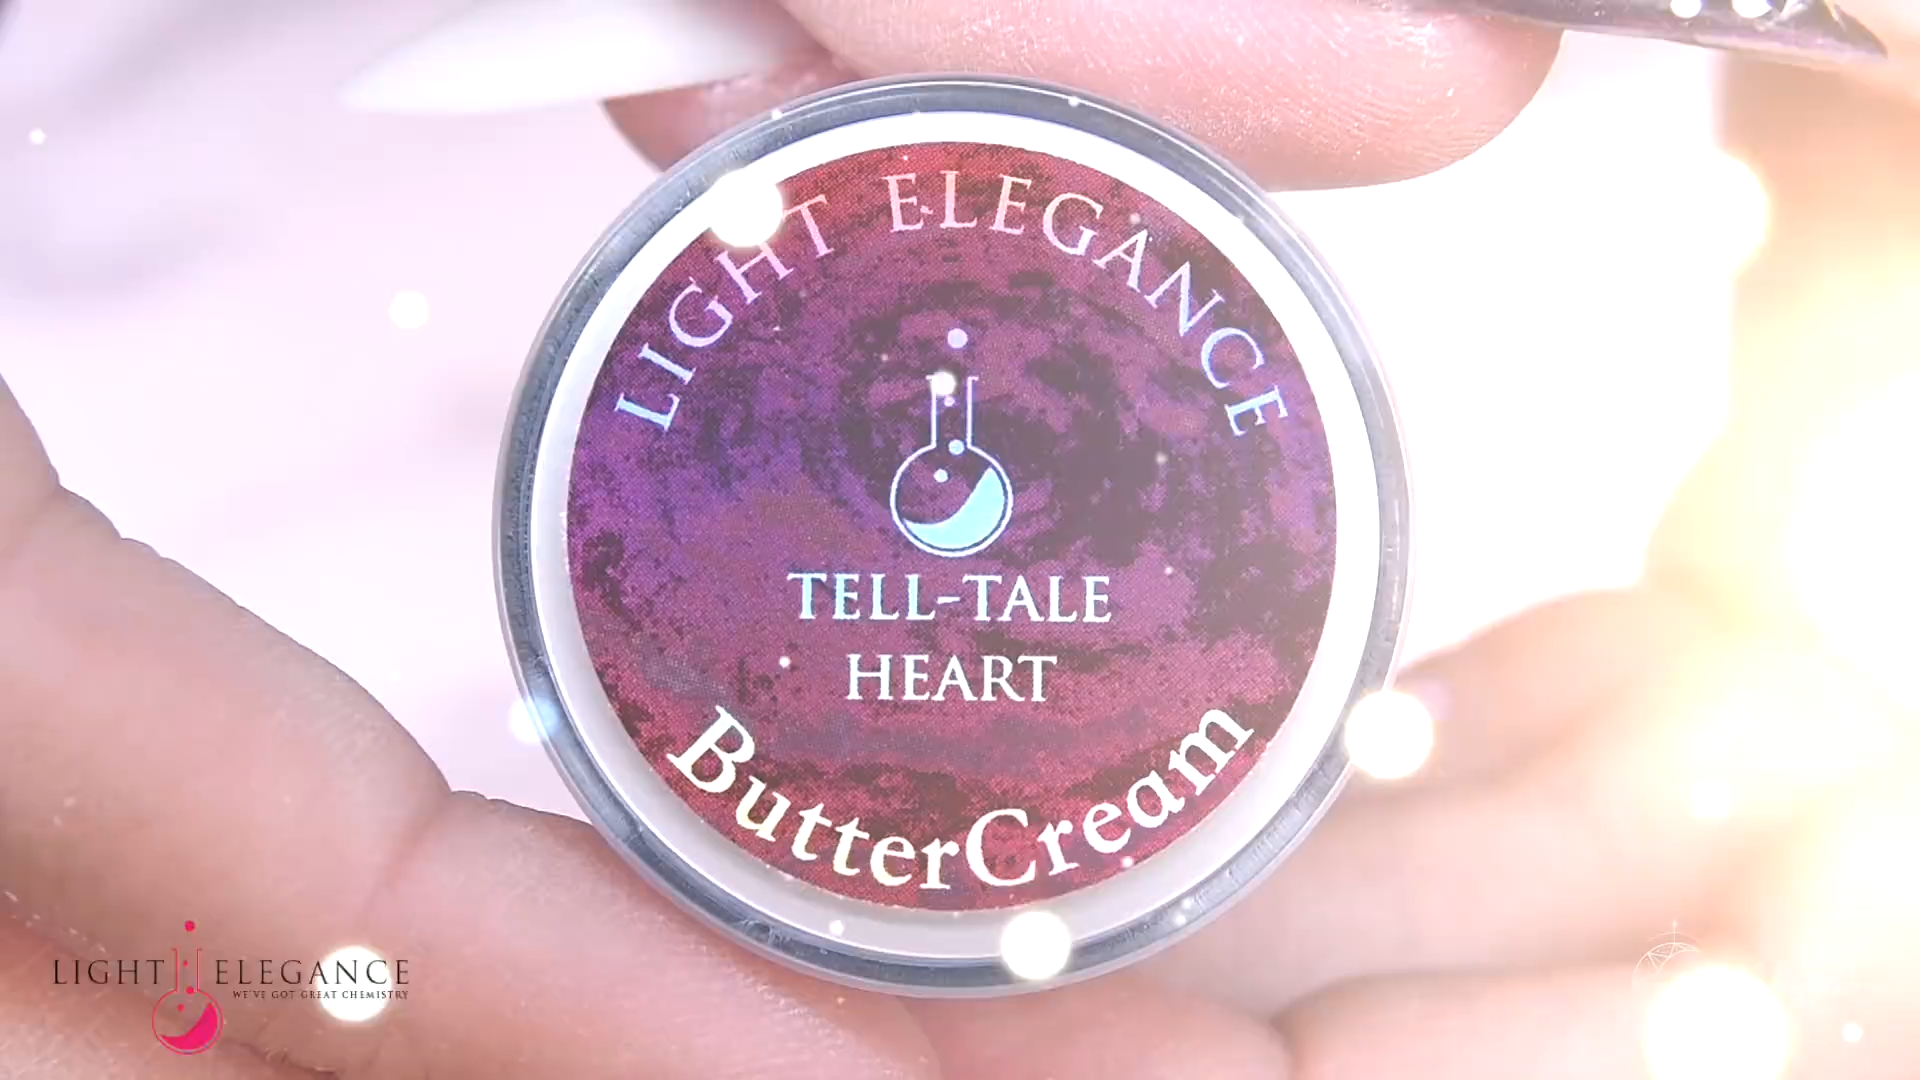 LIGHT ELEGANCE
TELL-TALE
HEART
ButterCream
LIGHT ELEGANCE
WE'VE GOT GREAT CHEMISTRY